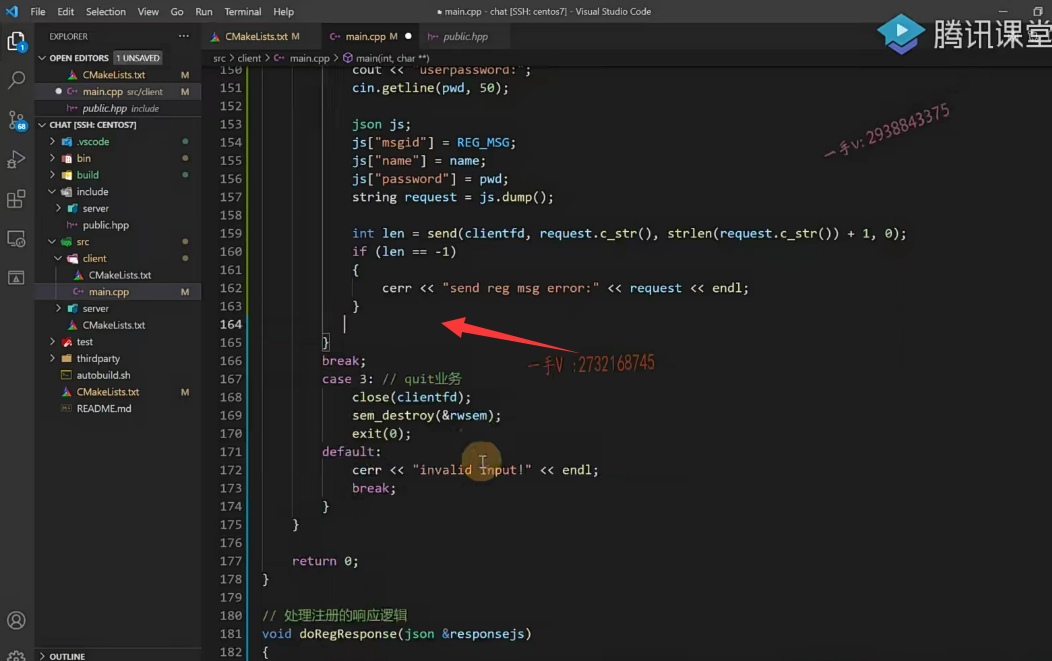 File Edit Selection View Go Run Terminal Help
● main.cpp - chat [SSH: centos7] - Visual Studio Code
腾讯课堂
EXPLORER
OPEN EDITORS 1 UNSAVED
CMakeLists.txt M
main.cpp src/client M
public.hpp include
CHAT [SSH: CENTOS7]
.vscode
bin
build
include
server
public.hpp
src
client
CMakeLists.txt
main.cpp M
server
CMakeLists.txt
test
thirdparty
autobuild.sh
CMakeLists.txt M
README.md
OUTLINE
1
68
CMakeLists.txt M
main.cpp M ●
public.hpp
src > client > main.cpp > main(int, char **)
150 cout << "userpassword:";
151 cin.getline(pwd, 50);
152
153 json js;
154 js["msgid"] = REG_MSG;
155 js["name"] = name;
156 js["password"] = pwd;
157 string request = js.dump();
158
159 int len = send(clientfd, request.c_str(), strlen(request.c_str()) + 1, 0);
160 if (len == -1)
161 {
162 cerr << "send reg msg error:" << request << endl;
163 }
164
165 }
166 break;
167 case 3: // quit业务
168 close(clientfd);
169 sem_destroy(&rwsem);
170 exit(0);
171 default:
172 cerr << "invalid input!" << endl;
173 break;
174 }
175 }
176
177 return 0;
178 }
179
180 // 处理注册的响应逻辑
181 void doRegResponse(json &responsejs)
182 {
一手v:2938843375
一手V :2732168745